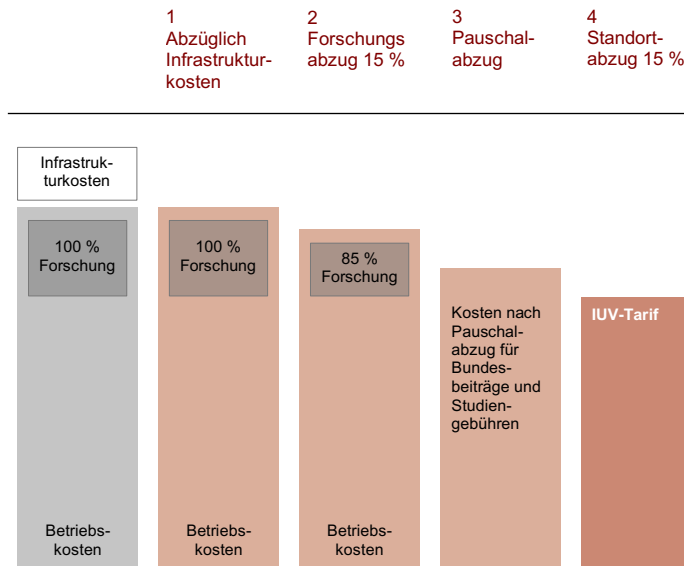 1
Abzüglich
Infrastruktur-
kosten
2
Forschungs
abzug 15 %
3
Pauschal-
abzug
4
Standort-
abzug 15 %
Infrastruk-
turkosten
100 %
Forschung
Betriebs-
kosten
100 %
Forschung
Betriebs-
kosten
85 %
Forschung
Betriebs-
kosten
Kosten nach
Pauschal-
abzug für
Bundes-
beiträge und
Studien-
gebühren
IUV-Tarif